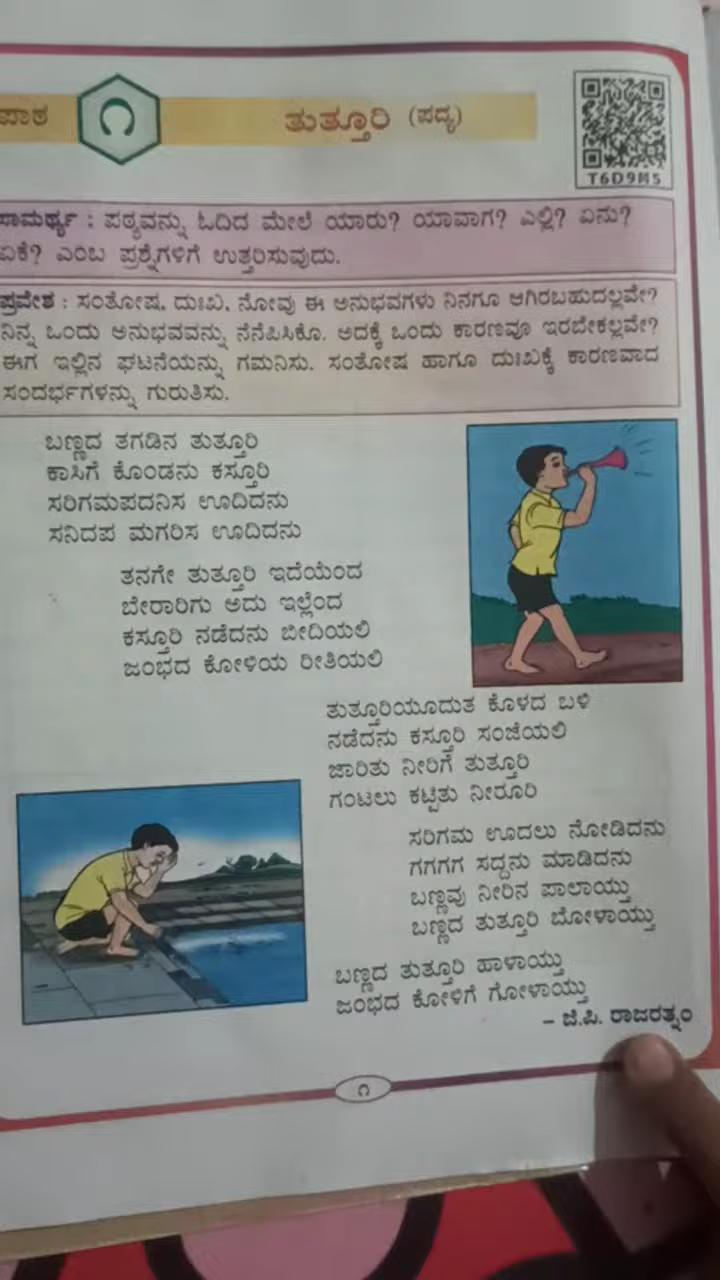 ಪಾಠ ೧ ತುತ್ತೂರಿ (ಪದ್ಯ)
T6D9M5
ಸಾಮರ್ಥ್ಯ : ಪಠ್ಯವನ್ನು ಓದಿದ ಮೇಲೆ ಯಾರು? ಯಾವಾಗ? ಎಲ್ಲಿ? ಏನು?
ಏಕೆ? ಎಂಬ ಪ್ರಶ್ನೆಗಳಿಗೆ ಉತ್ತರಿಸುವುದು.
ಪ್ರವೇಶ : ಸಂತೋಷ, ದುಃಖ, ನೋವು ಈ ಅನುಭವಗಳು ನಿನಗೂ ಆಗಿರಬಹುದಲ್ಲವೇ?
ನಿನ್ನ ಒಂದು ಅನುಭವವನ್ನು ನೆನೆಪಿಸಿಕೊ. ಅದಕ್ಕೆ ಒಂದು ಕಾರಣವೂ ಇರಬೇಕಲ್ಲವೇ?
ಈಗ ಇಲ್ಲಿನ ಘಟನೆಯನ್ನು ಗಮನಿಸು. ಸಂತೋಷ ಹಾಗೂ ದುಃಖಕ್ಕೆ ಕಾರಣವಾದ
ಸಂದರ್ಭಗಳನ್ನು ಗುರುತಿಸು.
ಬಣ್ಣದ ತಗಡಿನ ತುತ್ತೂರಿ
ಕಾಸಿಗೆ ಕೊಂಡನು ಕಸ್ತೂರಿ
ಸರಿಗಮಪದನಿಸ ಊದಿದನು
ಸನಿದಪ ಮಗರಿಸ ಊದಿದನು
ತನಗೇ ತುತ್ತೂರಿ ಇದೆಯೆಂದ
ಬೇರಾರಿಗು ಅದು ಇಲ್ಲೆಂದ
ಕಸ್ತೂರಿ ನಡೆದನು ಬೀದಿಯಲಿ
ಜಂಭದ ಕೋಳಿಯ ರೀತಿಯಲಿ
ತುತ್ತೂರಿಯೂದುತ ಕೊಳದ ಬಳಿ
ನಡೆದನು ಕಸ್ತೂರಿ ಸಂಜೆಯಲಿ
ಜಾರಿತು ನೀರಿಗೆ ತುತ್ತೂರಿ
ಗಂಟಲು ಕಟ್ಟಿತು ನೀರೂರಿ
ಸರಿಗಮ ಊದಲು ನೋಡಿದನು
ಗಗಗಗ ಸದ್ದನು ಮಾಡಿದನು
ಬಣ್ಣವು ನೀರಿನ ಪಾಲಾಯ್ತು
ಬಣ್ಣದ ತುತ್ತೂರಿ ಬೋಳಾಯ್ತು
ಬಣ್ಣದ ತುತ್ತೂರಿ ಹಾಳಾಯ್ತು
ಜಂಭದ ಕೋಳಿಗೆ ಗೋಳಾಯ್ತು
– ಜಿ.ಪಿ. ರಾಜರತ್ನಂ
೧